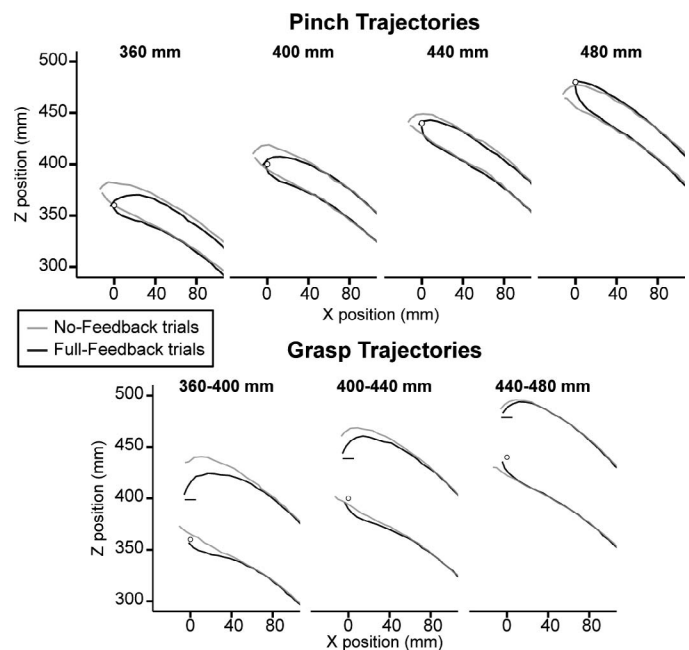 Pinch Trajectories
360 mm
400 mm
440 mm
480 mm
Z position (mm)
500
450
400
350
300
0 40 80
0 40 80
0 40 80
0 40 80
X position (mm)
No-Feedback trials
Full-Feedback trials
Grasp Trajectories
360-400 mm
400-440 mm
440-480 mm
Z position (mm)
500
450
400
350
300
0 40 80
0 40 80
0 40 80
X position (mm)